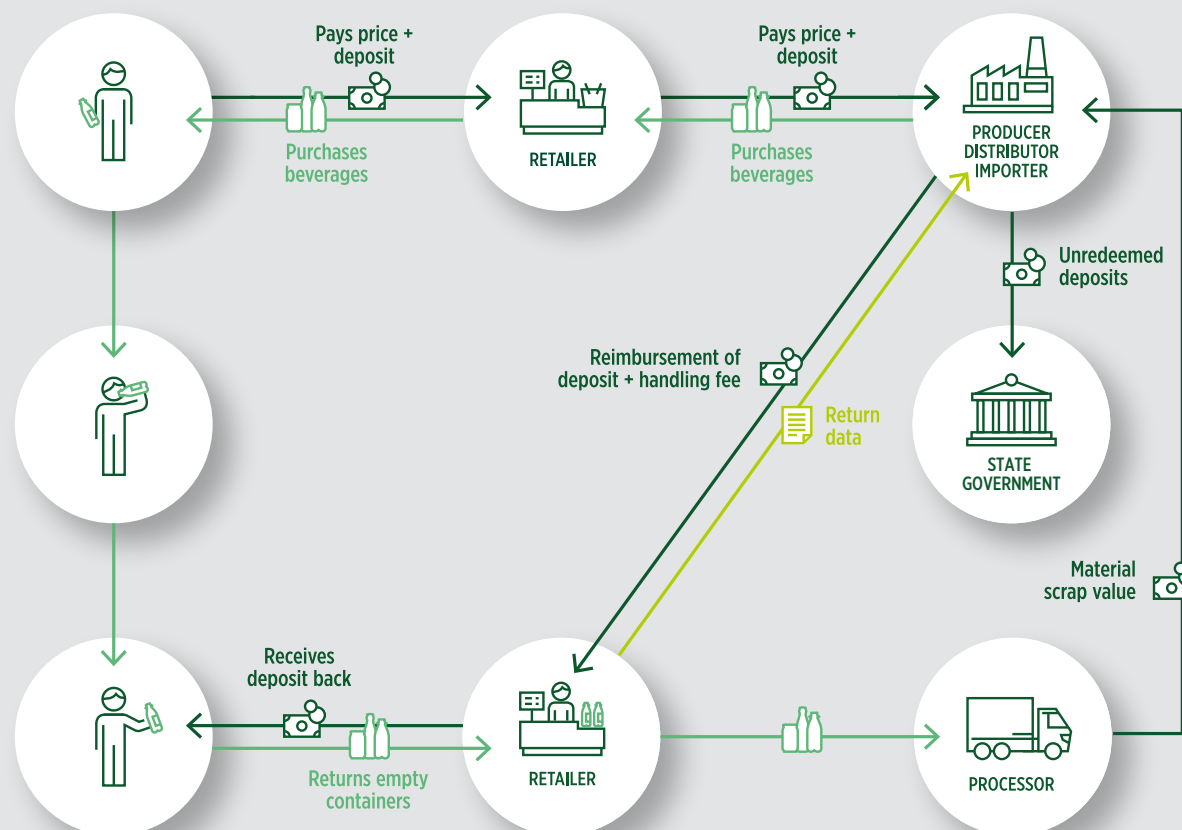 Pays price +
deposit
Pays price +
deposit
Purchases
beverages
RETAILER
Purchases
beverages
PRODUCER
DISTRIBUTOR
IMPORTER
Unredeemed
deposits
Reimbursement of
deposit + handling fee
Return
data
STATE
GOVERNMENT
Material
scrap value
Receives
deposit back
Returns empty
containers
RETAILER
PROCESSOR